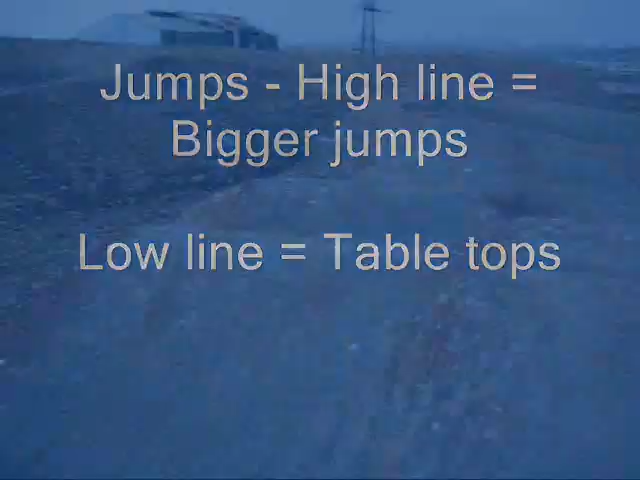 Jumps - High line =
Bigger jumps
Low line = Table tops